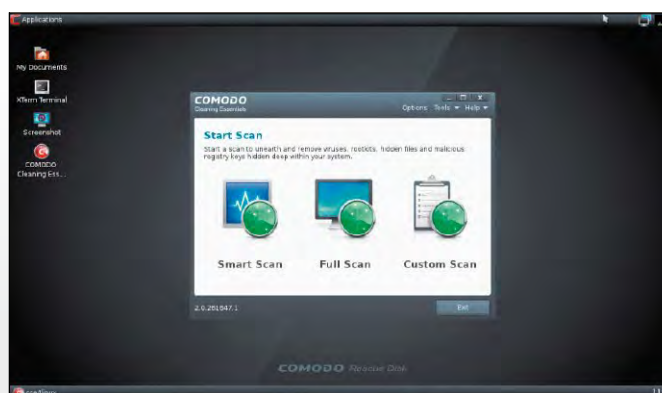 Applications
My Documents
XTerm Terminal
Screenshot
COMODO
Cleaning Ess...
COMODO
Cleaning Essentials
Options Tools Help
Start Scan
Start a scan to unearth and remove viruses, rootkits, hidden files and malicious
registry keys hidden deep within your system.
Smart Scan Full Scan Custom Scan
2.0.261647.1
Exit
COMODO Rescue Disk